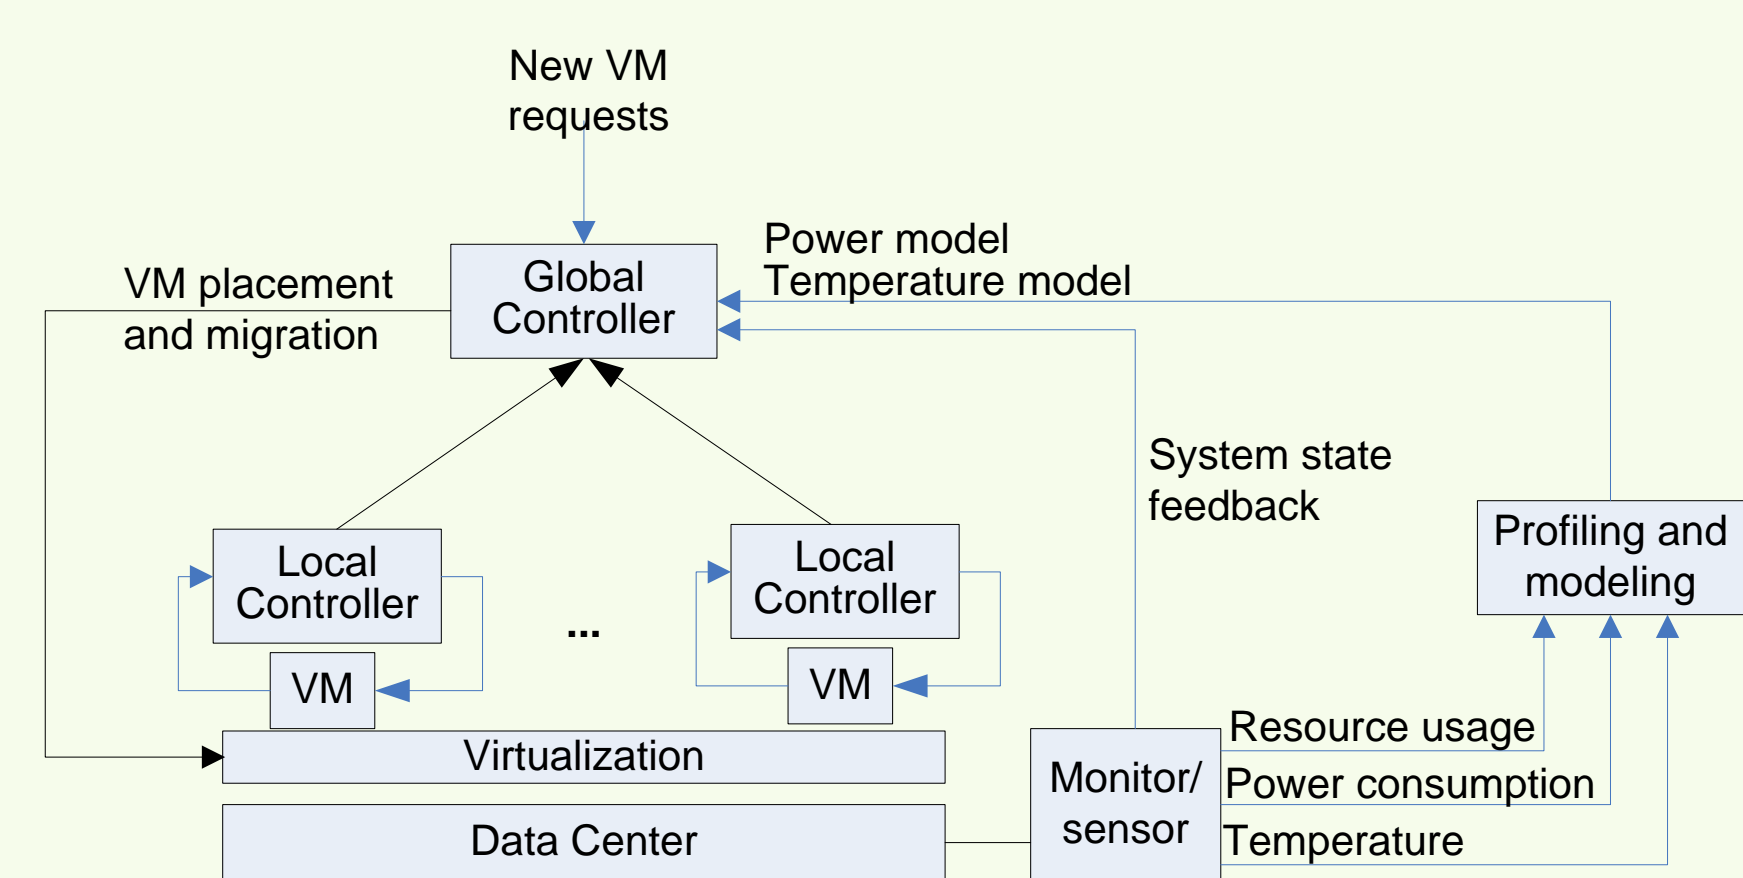 New VM
requests
Power model
Temperature model
VM placement
and migration
Global
Controller
System state
feedback
Profiling and
modeling
Local
Controller
VM
...
Local
Controller
VM
Virtualization
Data Center
Monitor/
sensor
Resource usage
Power consumption
Temperature